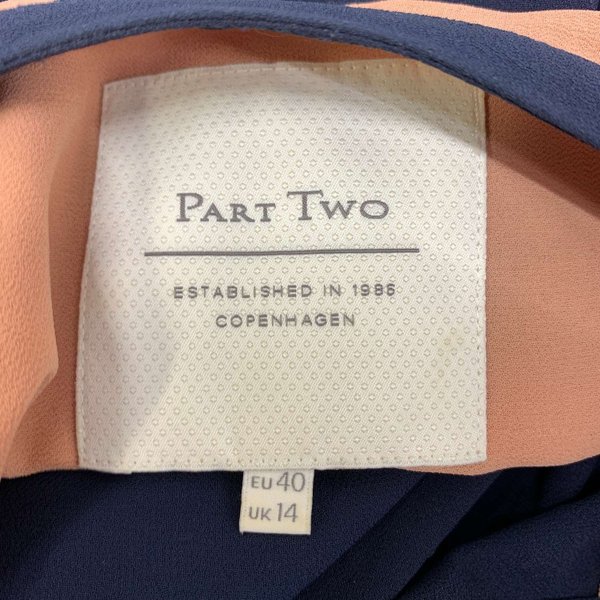 PART TWO
ESTABLISHED IN 1986
COPENHAGEN
EU 40
UK 14